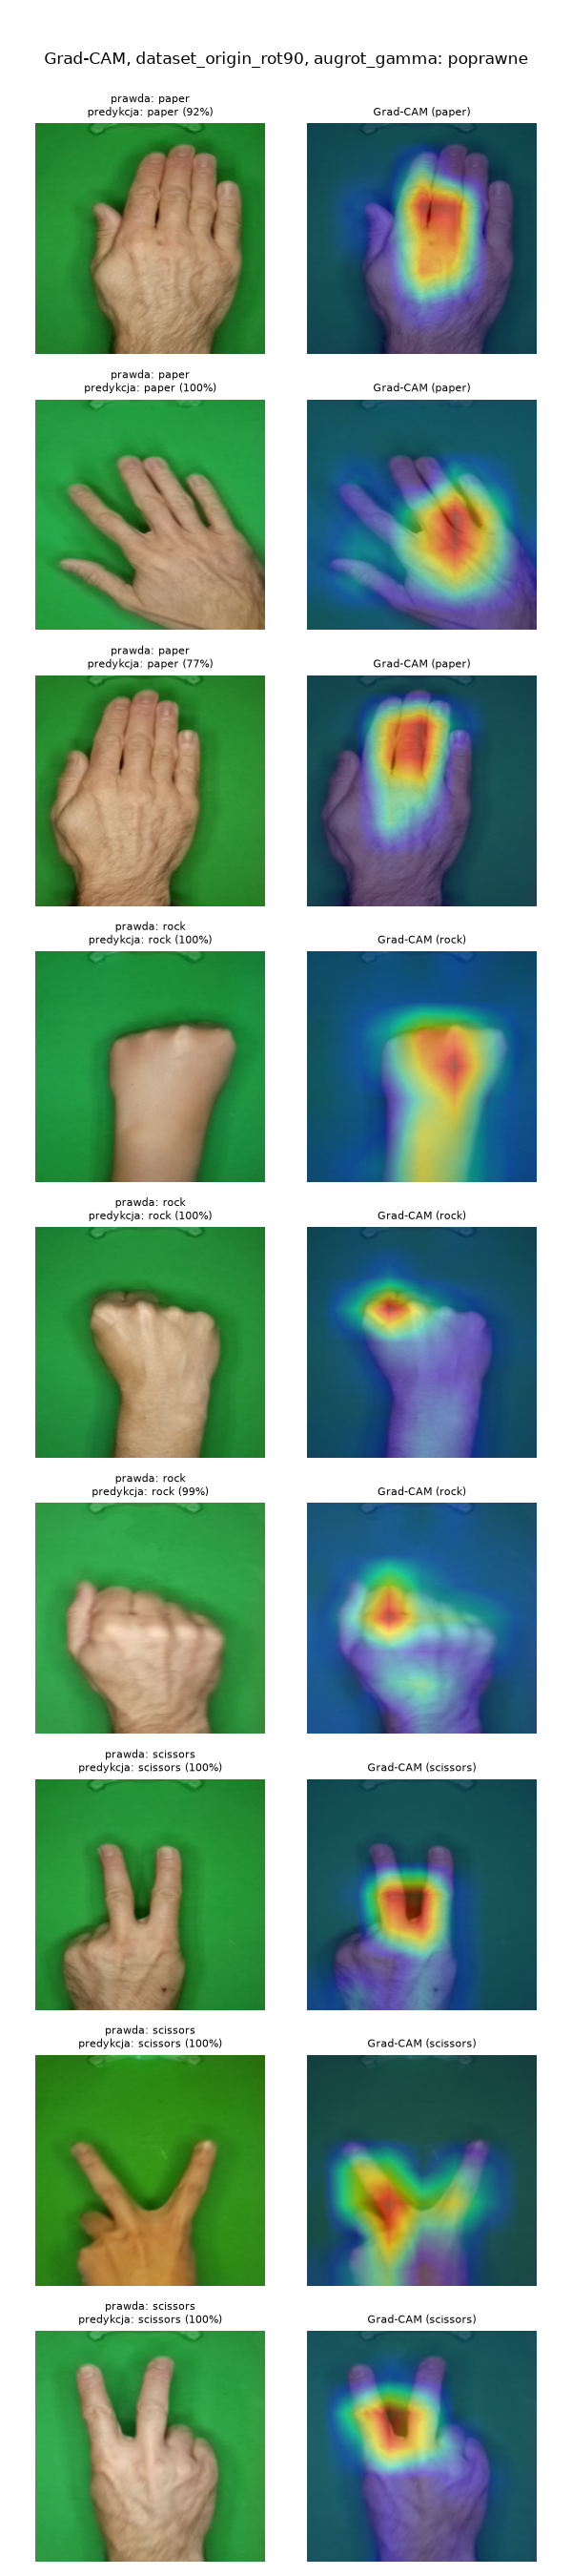 Grad-CAM, dataset_origin_rot90, augrot_gamma: poprawne
prawda: paper
predykcja: paper (92%)
Grad-CAM (paper)
prawda: paper
predykcja: paper (100%)
Grad-CAM (paper)
prawda: paper
predykcja: paper (77%)
Grad-CAM (paper)
prawda: rock
predykcja: rock (100%)
Grad-CAM (rock)
prawda: rock
predykcja: rock (100%)
Grad-CAM (rock)
prawda: rock
predykcja: rock (99%)
Grad-CAM (rock)
prawda: scissors
predykcja: scissors (100%)
Grad-CAM (scissors)
prawda: scissors
predykcja: scissors (100%)
Grad-CAM (scissors)
prawda: scissors
predykcja: scissors (100%)
Grad-CAM (scissors)